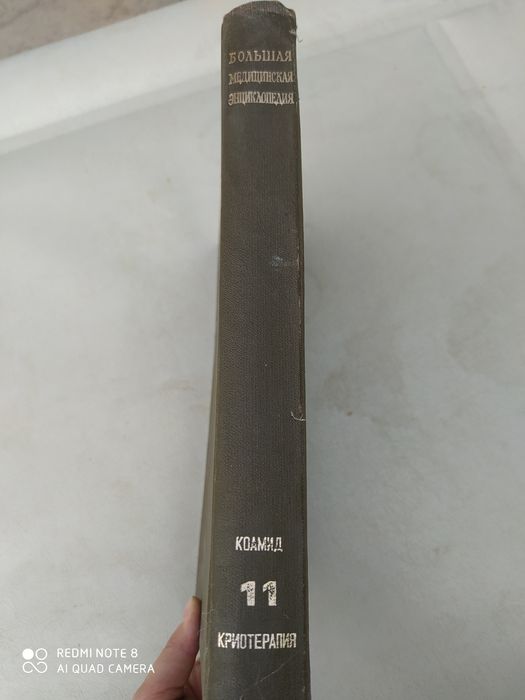 БОЛЬШАЯ
МЕДИЦИНСКАЯ
ЭНЦИКЛОПЕДИЯ
КОАМИД
11
КРИОТЕРАПИЯ
REDMI NOTE 8
AI QUAD CAMERA